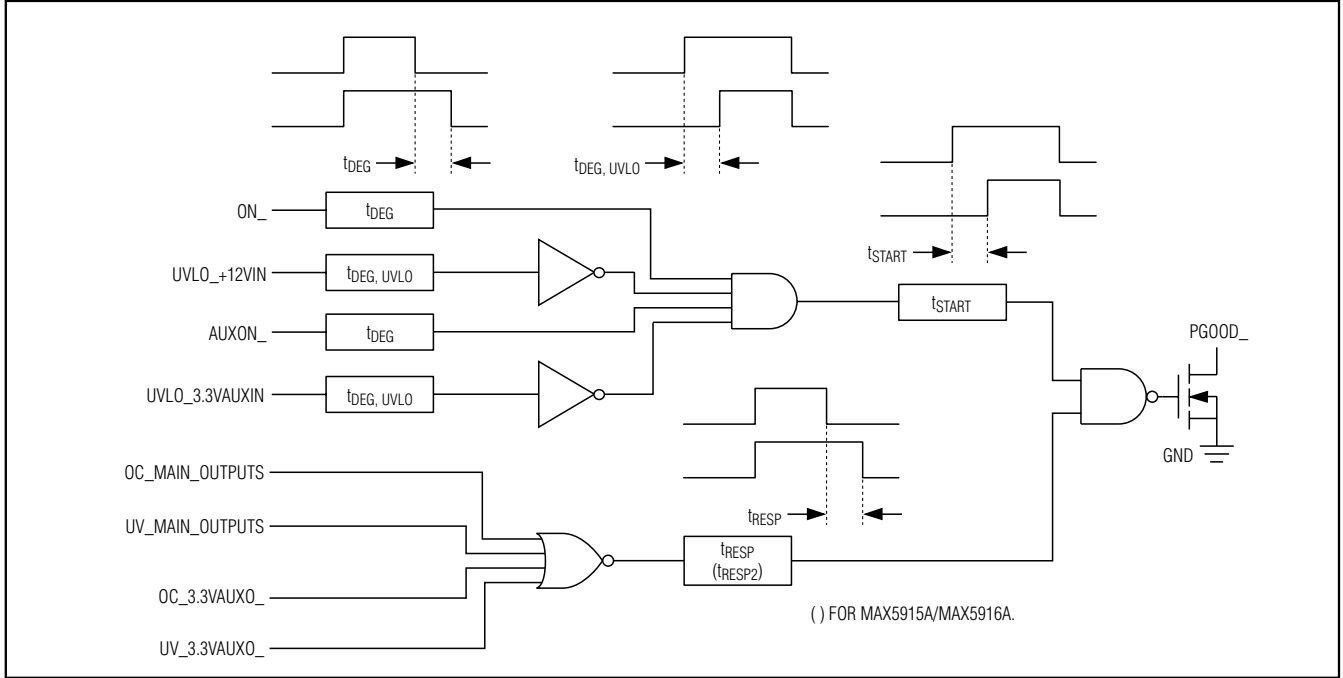 tDEG
tDEG, UVLO
tSTART
ON_
tDEG
UVLO_+12VIN
tDEG, UVLO
AUXON_
tDEG
UVLO_3.3VAUXIN
tDEG, UVLO
tSTART
PGOOD_
GND
OC_MAIN_OUTPUTS
UV_MAIN_OUTPUTS
OC_3.3VAUXO_
UV_3.3VAUXO_
tRESP
tRESP
(tRESP2)
( ) FOR MAX5915A/MAX5916A.